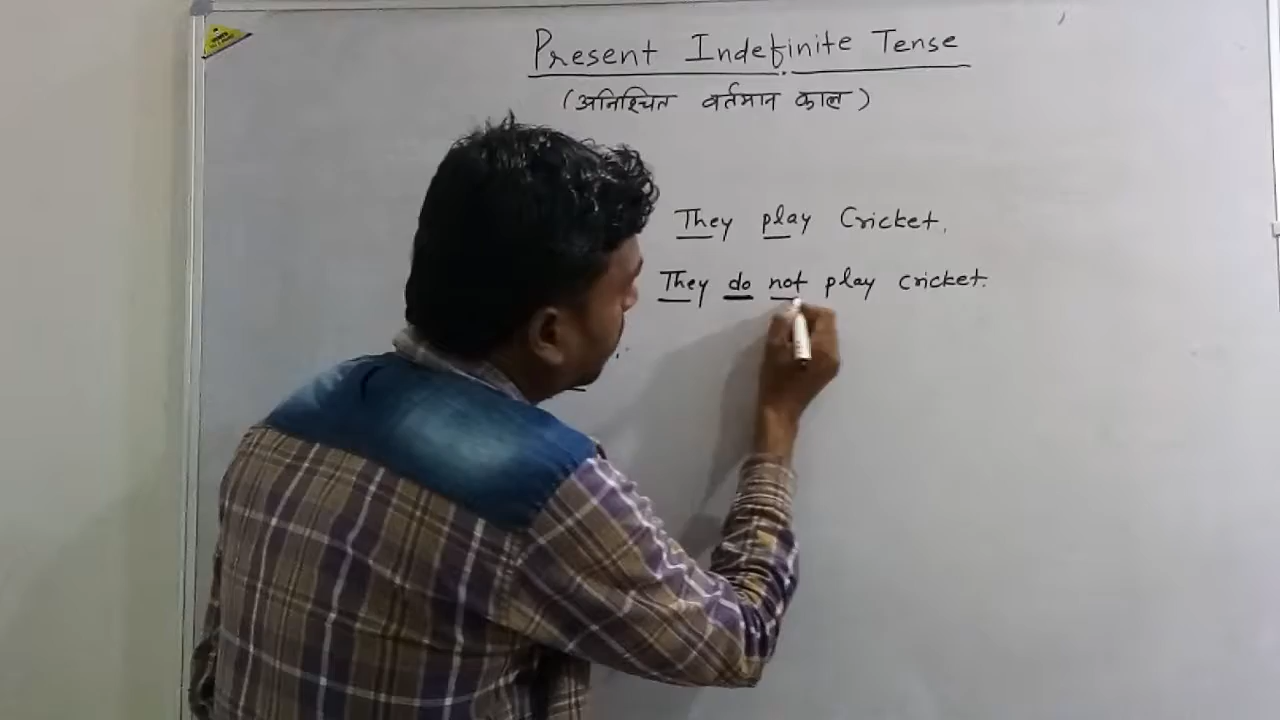 Present Indefinite Tense
(अनिश्चित वर्तमान काल)
They play Cricket.
They do not play cricket.